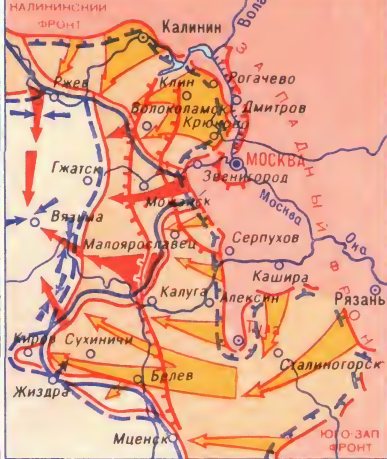 КАЛИНИНСКИЙ
ФРОНТ
Калинин
Волга
Ржев
Клин
Рогачево
Волоколамск
Дмитров
Крюково
Гжатск
МОСКВА
Звенигород
ЗАПАДНЫЙ ФРОНТ
Можайск
Москва
Вязьма
Малоярославец
Серпухов
Ока
Кашира
Калуга
Алексин
Рязань
Тула
Киров
Сухиничи
Сталиногорск
Белев
Жиздра
Мценск
ЮГО-ЗАП
ФРОНТ